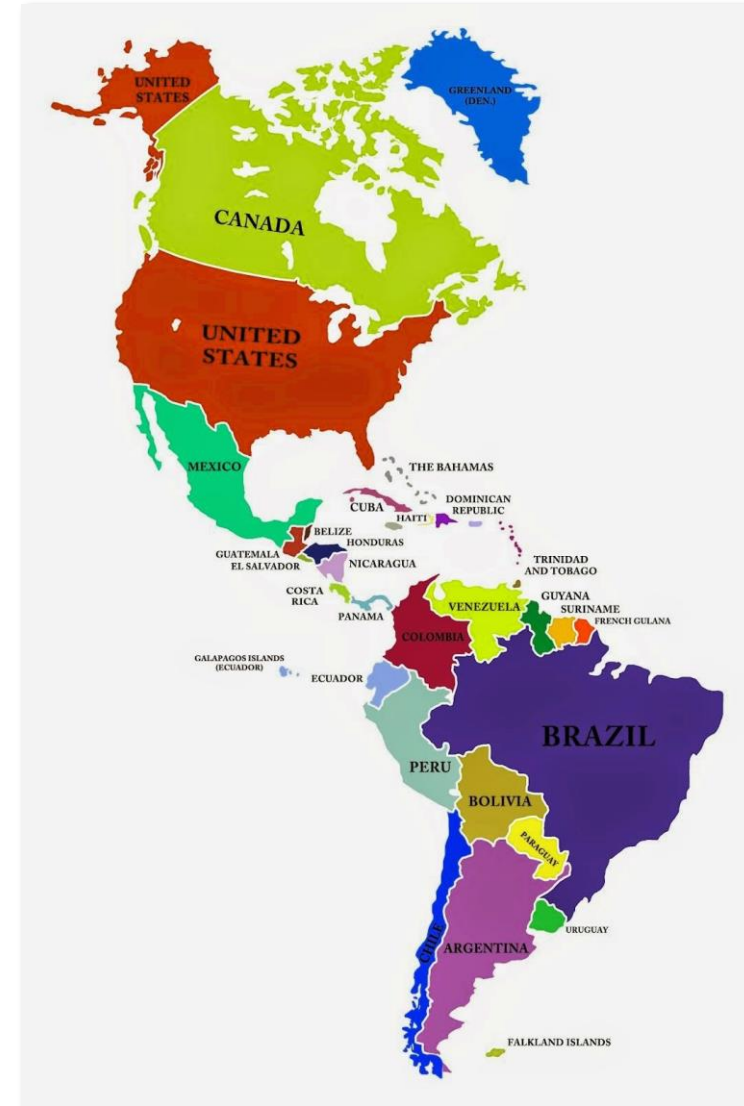 UNITED
STATES
GREENLAND
(DEN.)
CANADA
UNITED
STATES
MEXICO
THE BAHAMAS
CUBA
HAITI
DOMINICAN
REPUBLIC
BELIZE
GUATEMALA
HONDURAS
EL SALVADOR
NICARAGUA
COSTA
RICA
PANAMA
TRINIDAD
AND TOBAGO
VENEZUELA
GUYANA
SURINAME
FRENCH GULANA
COLOMBIA
GALAPAGOS ISLANDS
(ECUADOR)
ECUADOR
BRAZIL
PERU
BOLIVIA
PARAGUAY
CHILE
ARGENTINA
URUGUAY
FALKLAND ISLANDS